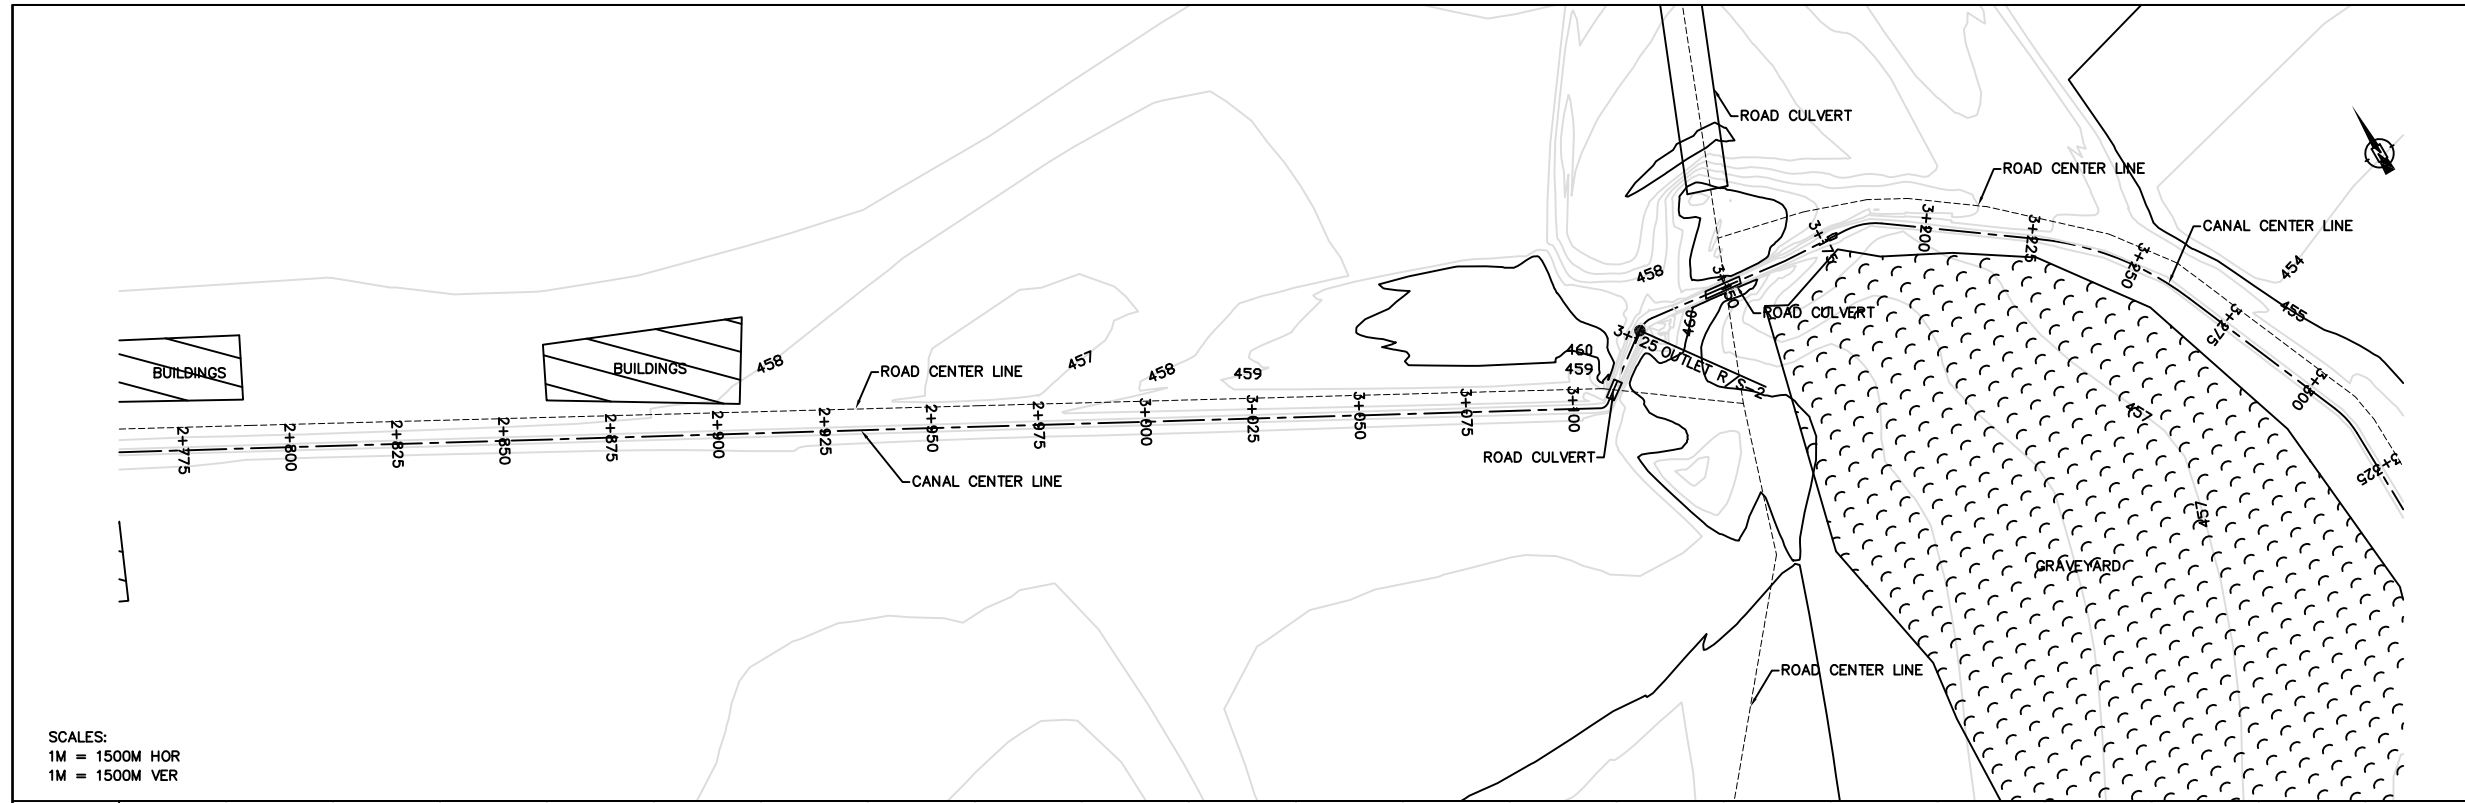 ROAD CULVERT
ROAD CENTER LINE
CANAL CENTER LINE
3+175
3+200
3+225
3+250
454
458
3+150
455
ROAD CULVERT
3+275
460
3+125
OUTLET R/S-2
460
459
BUILDINGS
BUILDINGS
458
ROAD CENTER LINE
457
458
459
3+300
457
2+775
2+800
2+825
2+850
2+875
2+900
2+925
2+950
2+975
3+000
3+025
3+050
3+075
3+100
ROAD CULVERT
3+325
CANAL CENTER LINE
457
GRAVEYARD
ROAD CENTER LINE
SCALES:
1M = 1500M HOR
1M = 1500M VER